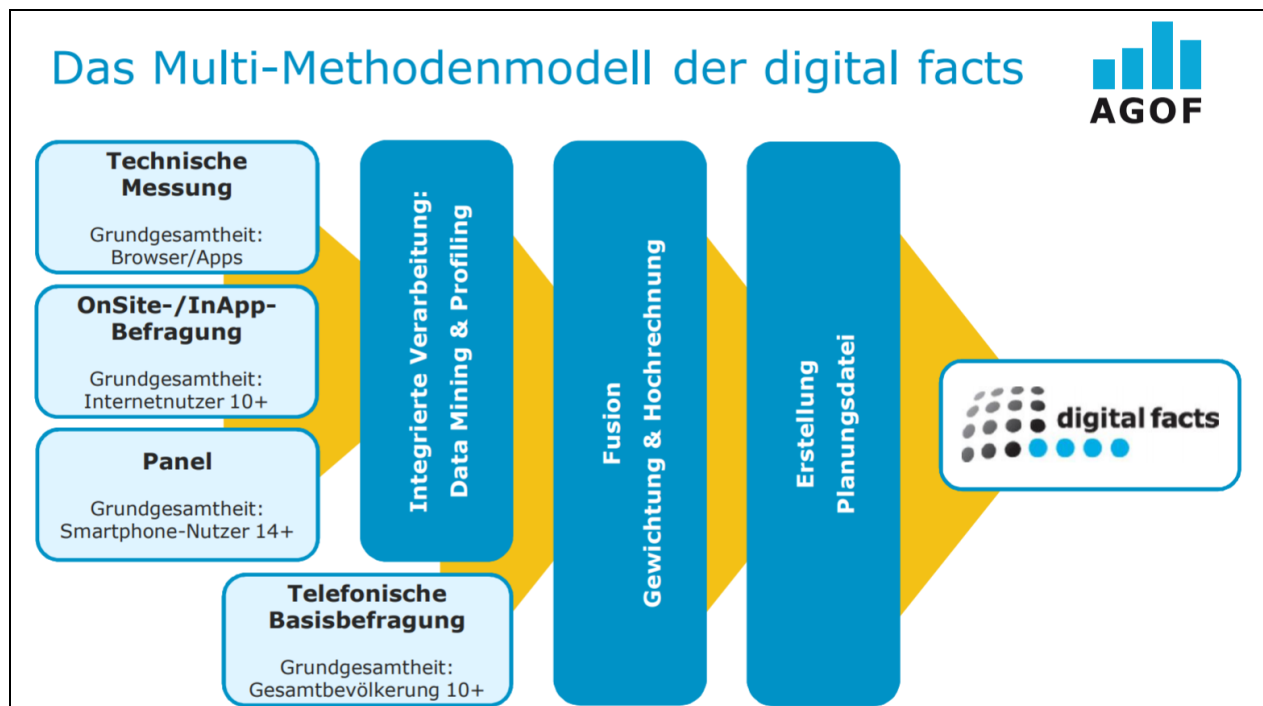 Das Multi-Methodenmodell der digital facts
AGOF
Technische
Messung
Grundgesamtheit:
Browser/Apps
OnSite-/InApp-
Befragung
Grundgesamtheit:
Internetnutzer 10+
Panel
Grundgesamtheit:
Smartphone-Nutzer 14+
Telefonische
Basisbefragung
Grundgesamtheit:
Gesamtbevölkerung 10+
Integrierte Verarbeitung:
Data Mining & Profiling
Fusion
Gewichtung & Hochrechnung
Erstellung
Planungsdatei
digital facts